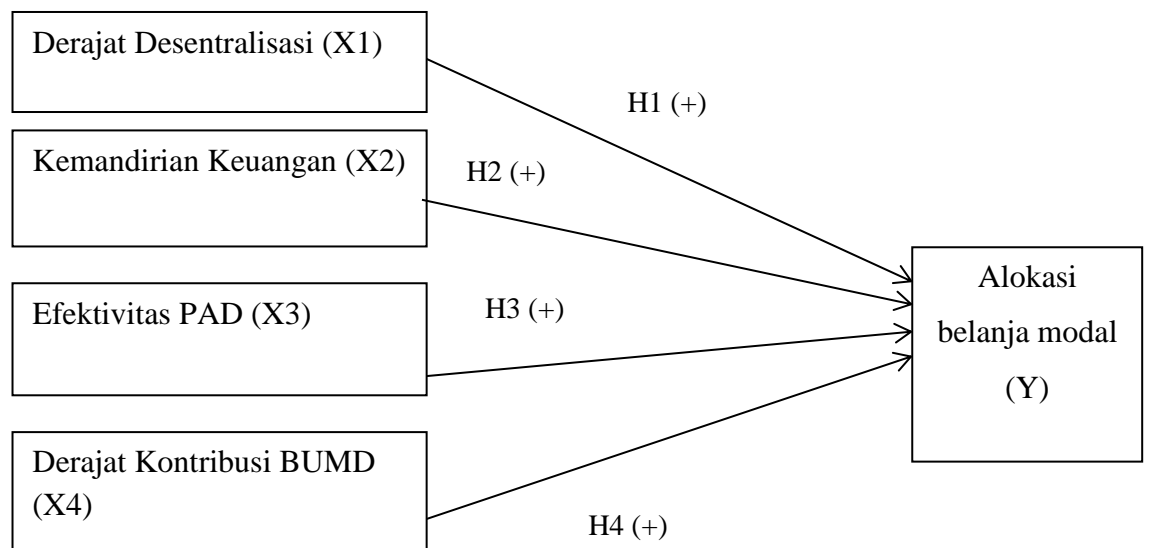 Derajat Desentralisasi (X1)
H1 (+)
Kemandirian Keuangan (X2)
H2 (+)
Efektivitas PAD (X3)
H3 (+)
Derajat Kontribusi BUMD
(X4)
H4 (+)
Alokasi
belanja modal
(Y)